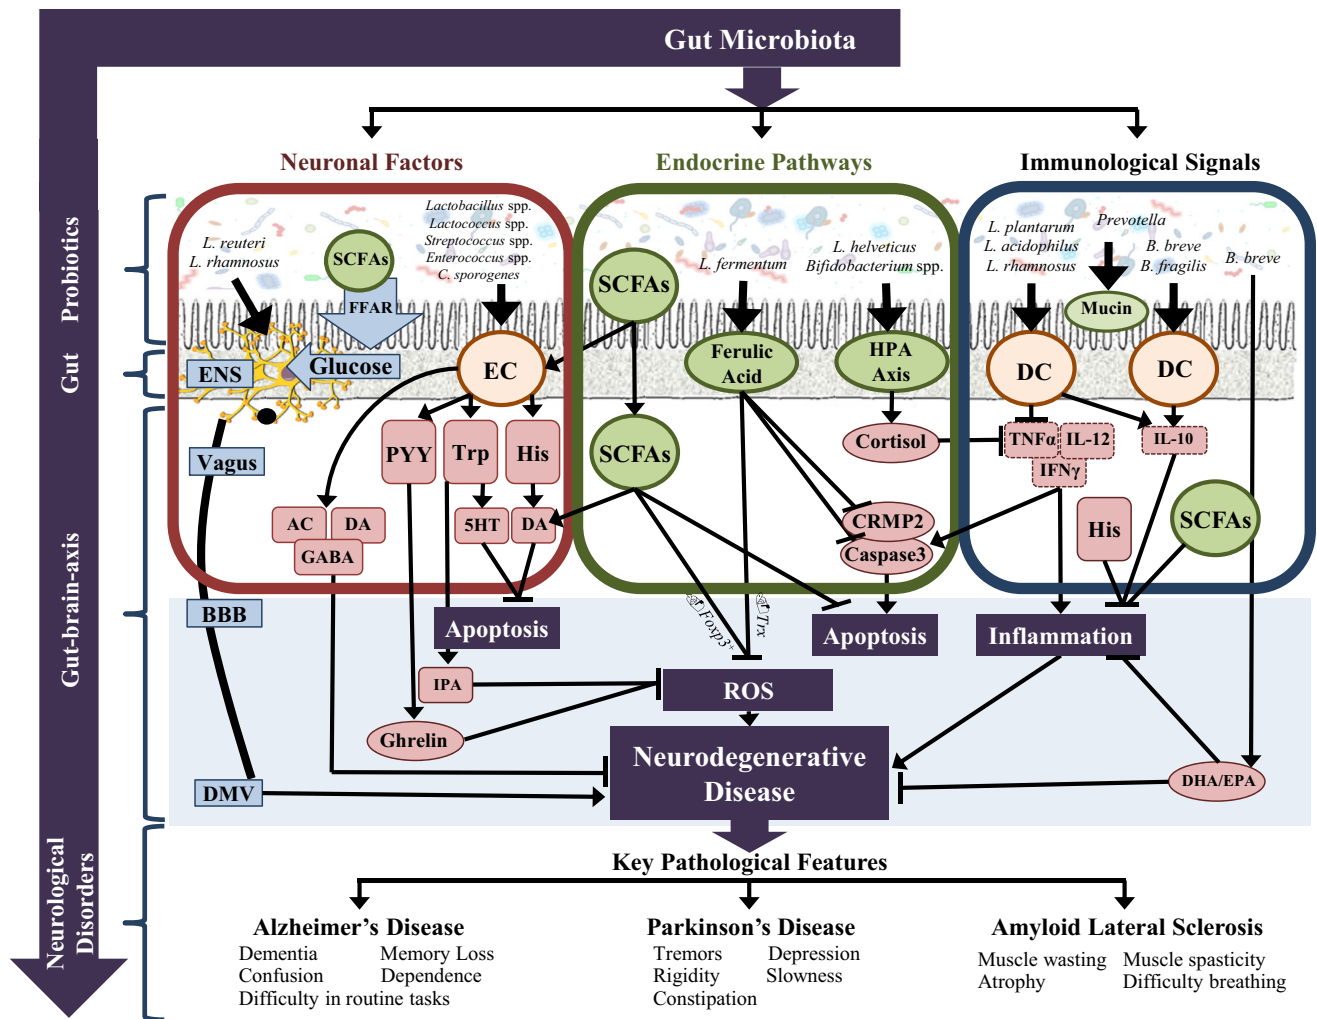 Gut Microbiota
Neuronal Factors
Endocrine Pathways
Immunological Signals
Probiotics
Gut
Gut-brain-axis
Neurological
Disorders
L. reuteri
L. rhamnosus
SCFAs
FFAR
Lactobacillus spp.
Lactococcus spp.
Streptococcus spp.
Enterococcus spp.
C. sporogenes
ENS
Glucose
EC
Vagus
PYY
Trp
His
AC
DA
GABA
5HT
DA
Apoptosis
BBB
IPA
Ghrelin
DMV
SCFAs
L. fermentum
L. helveticus
Bifidobacterium spp.
Ferulic
Acid
HPA
Axis
SCFAs
Cortisol
CRMP2
Caspase3
Foxp3+
Trx
Apoptosis
ROS
L. plantarum
L. acidophilus
L. rhamnosus
Prevotella
B. breve
B. fragilis
B. breve
Mucin
DC
DC
TNFα
IL-12
IFNγ
IL-10
His
SCFAs
Inflammation
DHA/EPA
Neurodegenerative
Disease
Key Pathological Features
Alzheimer's Disease
Dementia Memory Loss
Confusion Dependence
Difficulty in routine tasks
Parkinson's Disease
Tremors Depression
Rigidity Slowness
Constipation
Amyloid Lateral Sclerosis
Muscle wasting Muscle spasticity
Atrophy Difficulty breathing